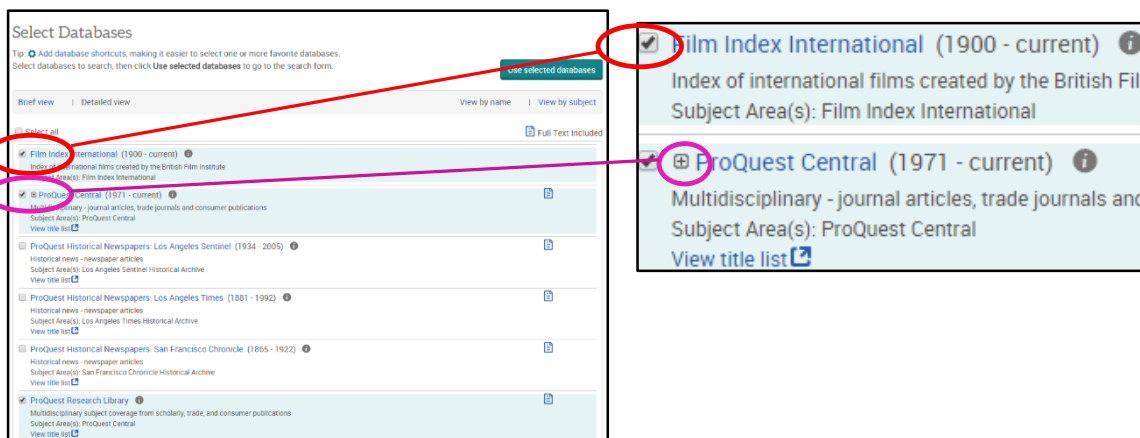 Select Databases
Tip: Add database shortcuts, making it easier to select one or more favorite databases.
Select databases to search, then click Use selected databases to go to the search form.
Use selected databases
Brief view | Detailed view
View by name | View by subject
Select all
Full Text Included
Film Index International (1900 - current)
Index of international films created by the British Film Institute
Subject Area(s): Film Index International
ProQuest Central (1971 - current)
Multidisciplinary - journal articles, trade journals and consumer publications
Subject Area(s): ProQuest Central
View title list
ProQuest Historical Newspapers: Los Angeles Sentinel (1934 - 2005)
Historical news - newspaper articles
Subject Area(s): Los Angeles Sentinel Historical Archive
View title list
ProQuest Historical Newspapers: Los Angeles Times (1881 - 1992)
Historical news - newspaper articles
Subject Area(s): Los Angeles Times Historical Archive
View title list
ProQuest Historical Newspapers: San Francisco Chronicle (1865 - 1922)
Historical news - newspaper articles
Subject Area(s): San Francisco Chronicle Historical Archive
View title list
ProQuest Research Library
Multidisciplinary subject coverage from scholarly, trade, and consumer publications
Subject Area(s): ProQuest Central
View title list
Film Index International (1900 - current)
Index of international films created by the British Fil
Subject Area(s): Film Index International
ProQuest Central (1971 - current)
Multidisciplinary - journal articles, trade journals and
Subject Area(s): ProQuest Central
View title list